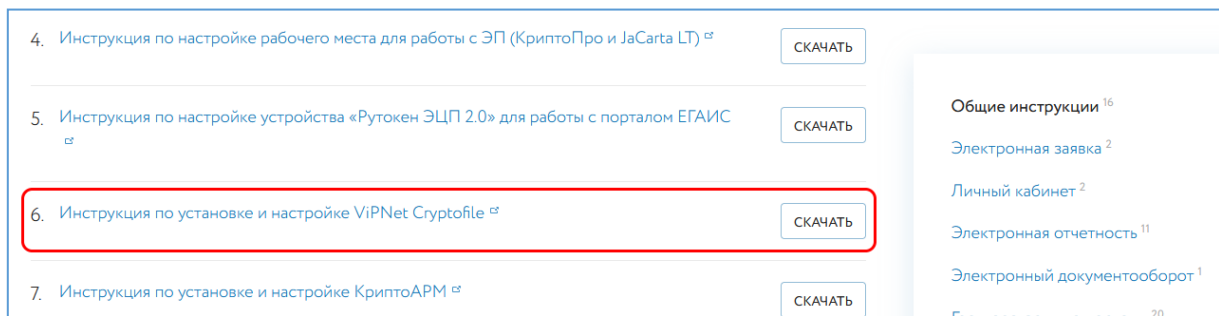 4. Инструкция по настройке рабочего места для работы с ЭП (КриптоПро и JaCarta LT)
СКАЧАТЬ
5. Инструкция по настройке устройства «Рутокен ЭЦП 2.0» для работы с порталом ЕГАИС
СКАЧАТЬ
6. Инструкция по установке и настройке ViPNet Cryptofile
СКАЧАТЬ
7. Инструкция по установке и настройке КриптоАРМ
СКАЧАТЬ
Общие инструкции 16
Электронная заявка 2
Личный кабинет 2
Электронная отчетность 11
Электронный документооборот 1
20